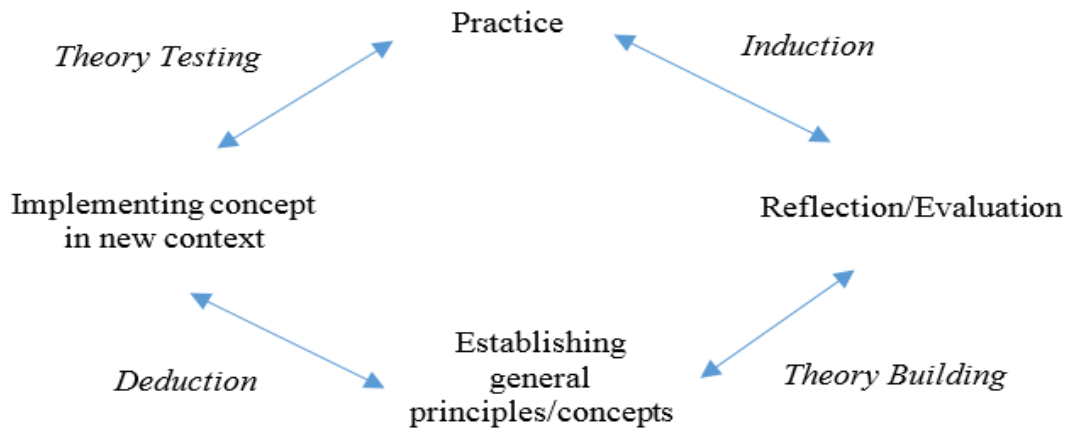 Practice
Theory Testing
Induction
Implementing concept
in new context
Reflection/Evaluation
Establishing
general
principles/concepts
Deduction
Theory Building